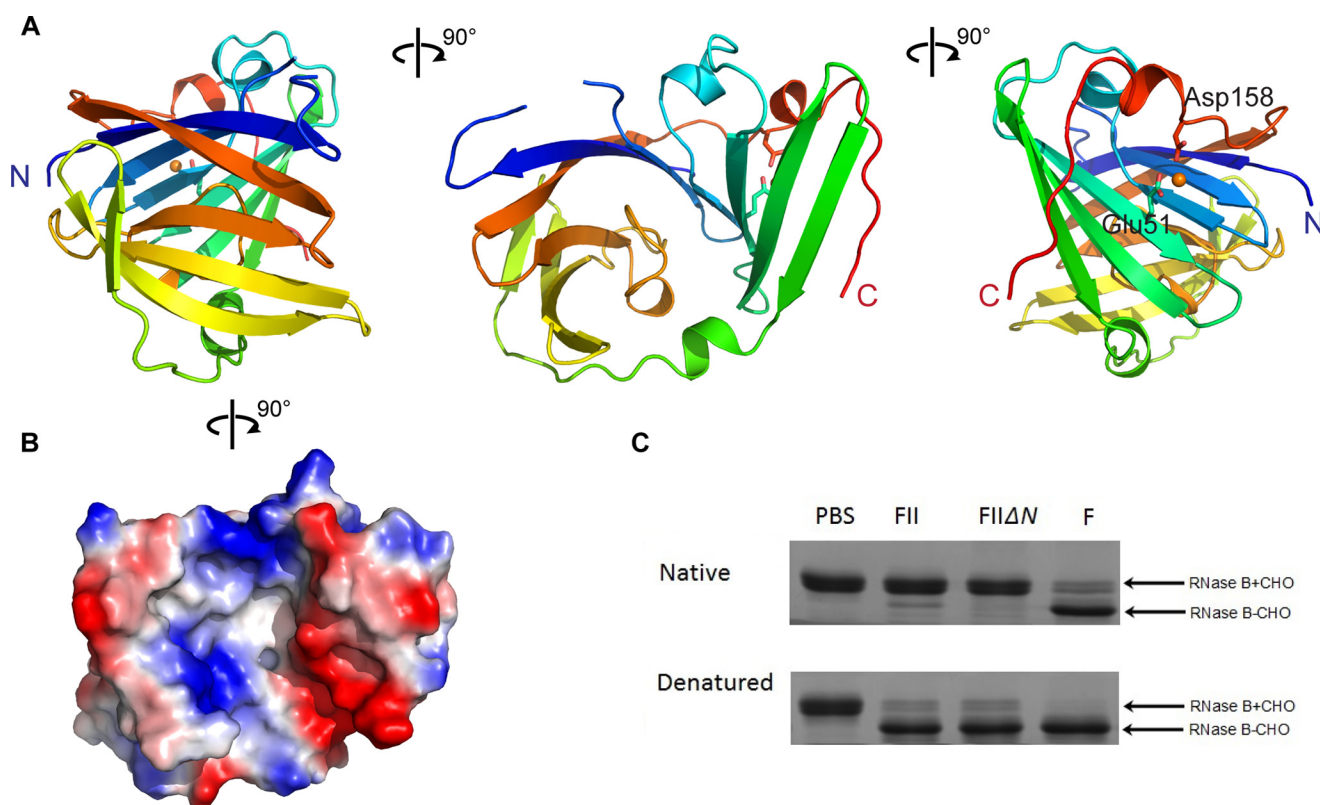 A
90°
90°
N
C
Asp158
Glu51
N
C
90°
B
C
PBS FII FIIΔN F
Native
RNase B+CHO
RNase B-CHO
Denatured
RNase B+CHO
RNase B-CHO